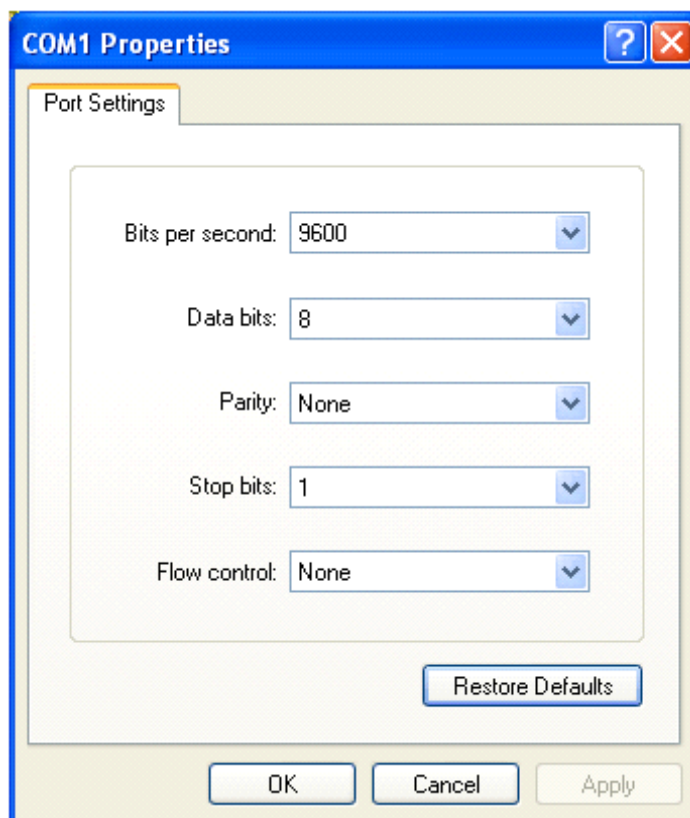 COM1 Properties
Port Settings
Bits per second: 9600
Data bits: 8
Parity: None
Stop bits: 1
Flow control: None
Restore Defaults
OK Cancel Apply